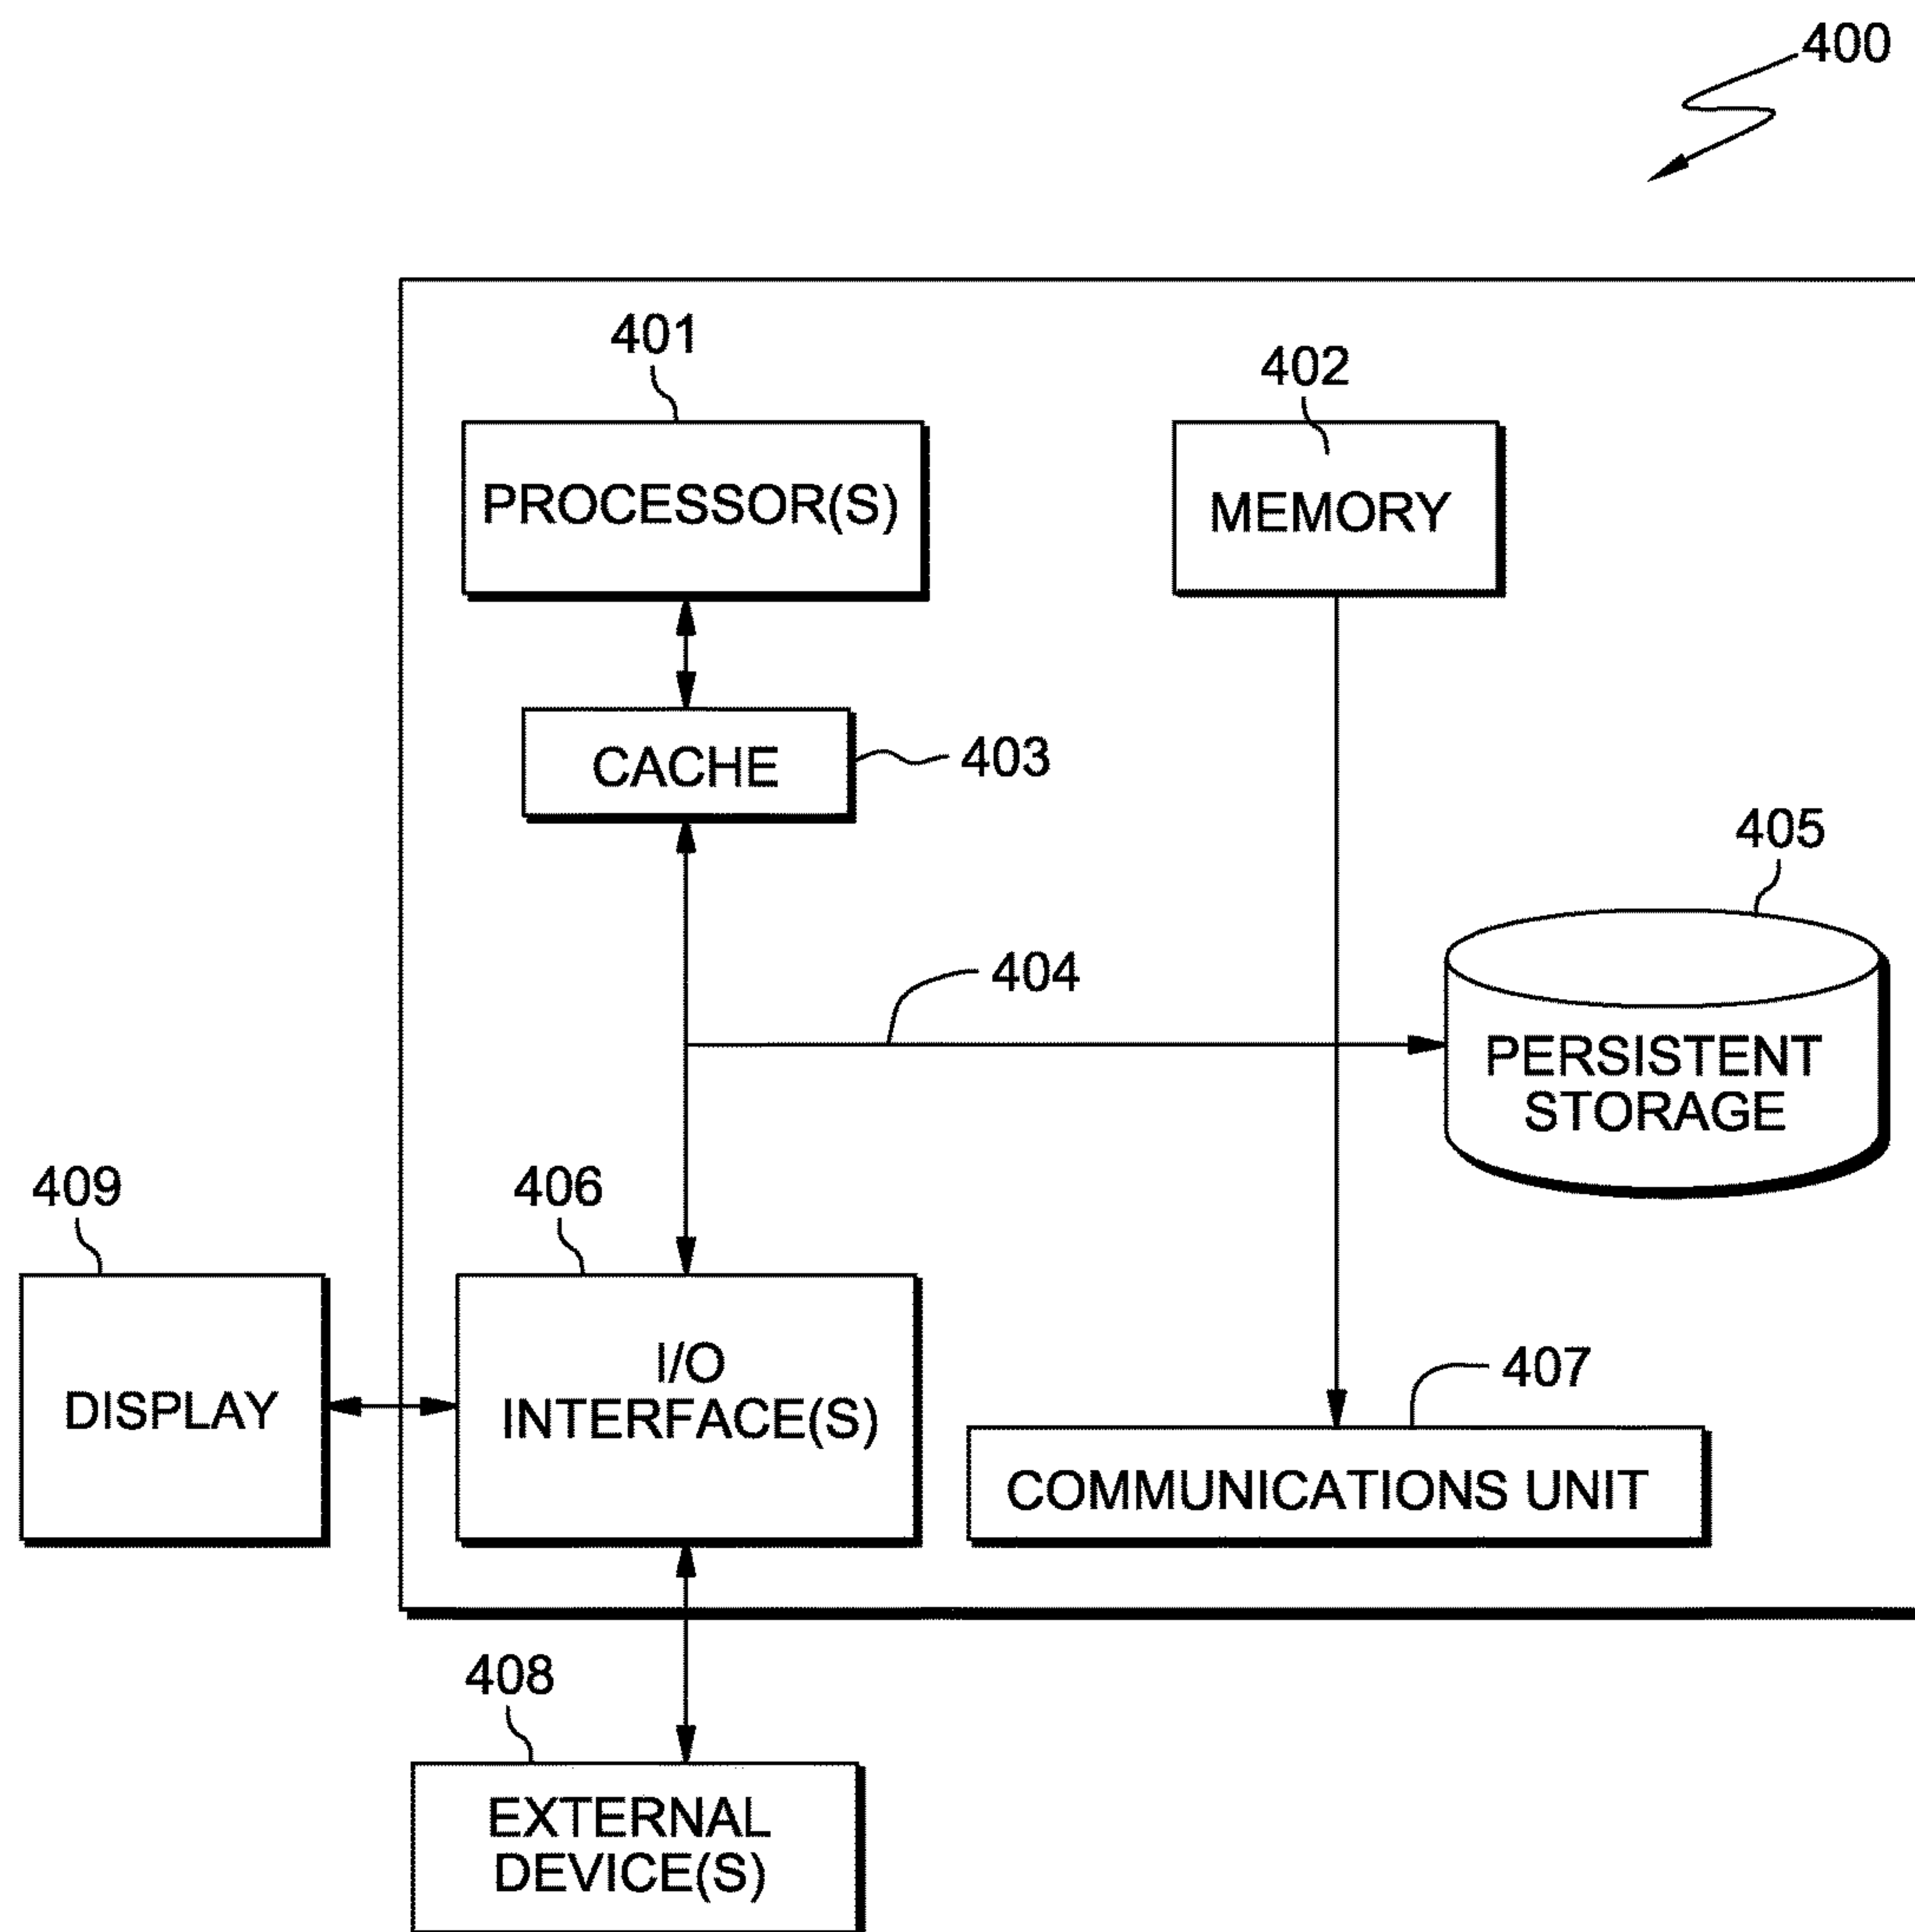 400
401
402
PROCESSOR(S)
MEMORY
CACHE
403
405
404
PERSISTENT
STORAGE
409
406
I/O
INTERFACE(S)
407
DISPLAY
COMMUNICATIONS UNIT
408
EXTERNAL
DEVICE(S)